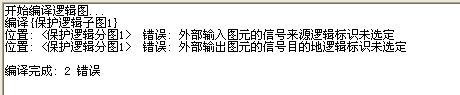 开始编译逻辑图...
编译{{保护逻辑子图1}
位置: <保护逻辑分图1> 错误: 外部输入图元的信号来源逻辑标识未选定
位置: <保护逻辑分图1> 错误: 外部输出图元的信号目的地逻辑标识未选定
编译完成: 2 错误